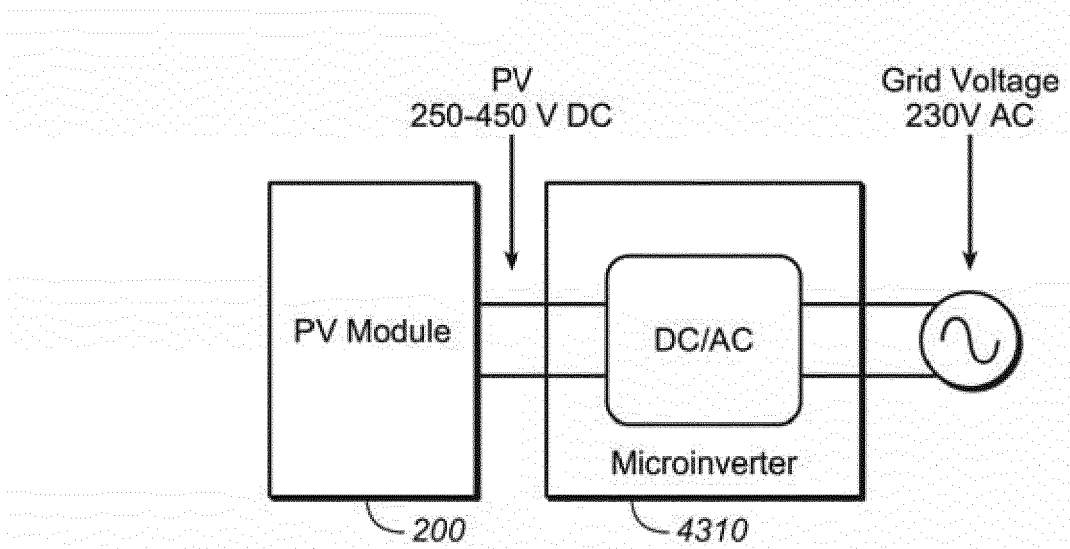 PV
250-450 V DC
Grid Voltage
230V AC
PV Module
DC/AC
Microinverter
200
4310